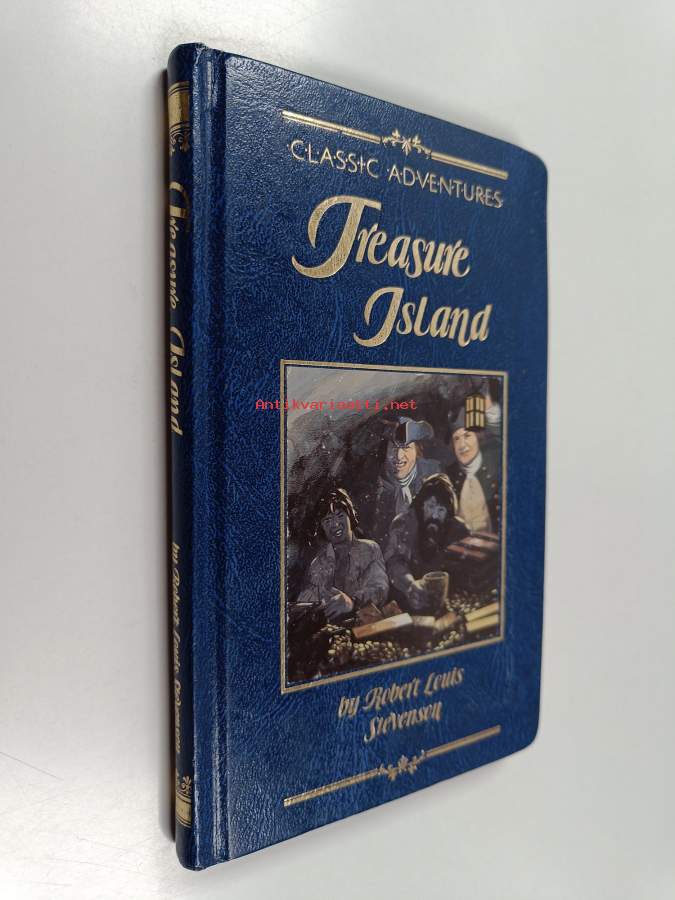 CLASSIC ADVENTURES
Treasure
Island
Antikvariaatti.net
by Robert Louis
Stevenson
Treasure Island
by Robert Louis Stevenson